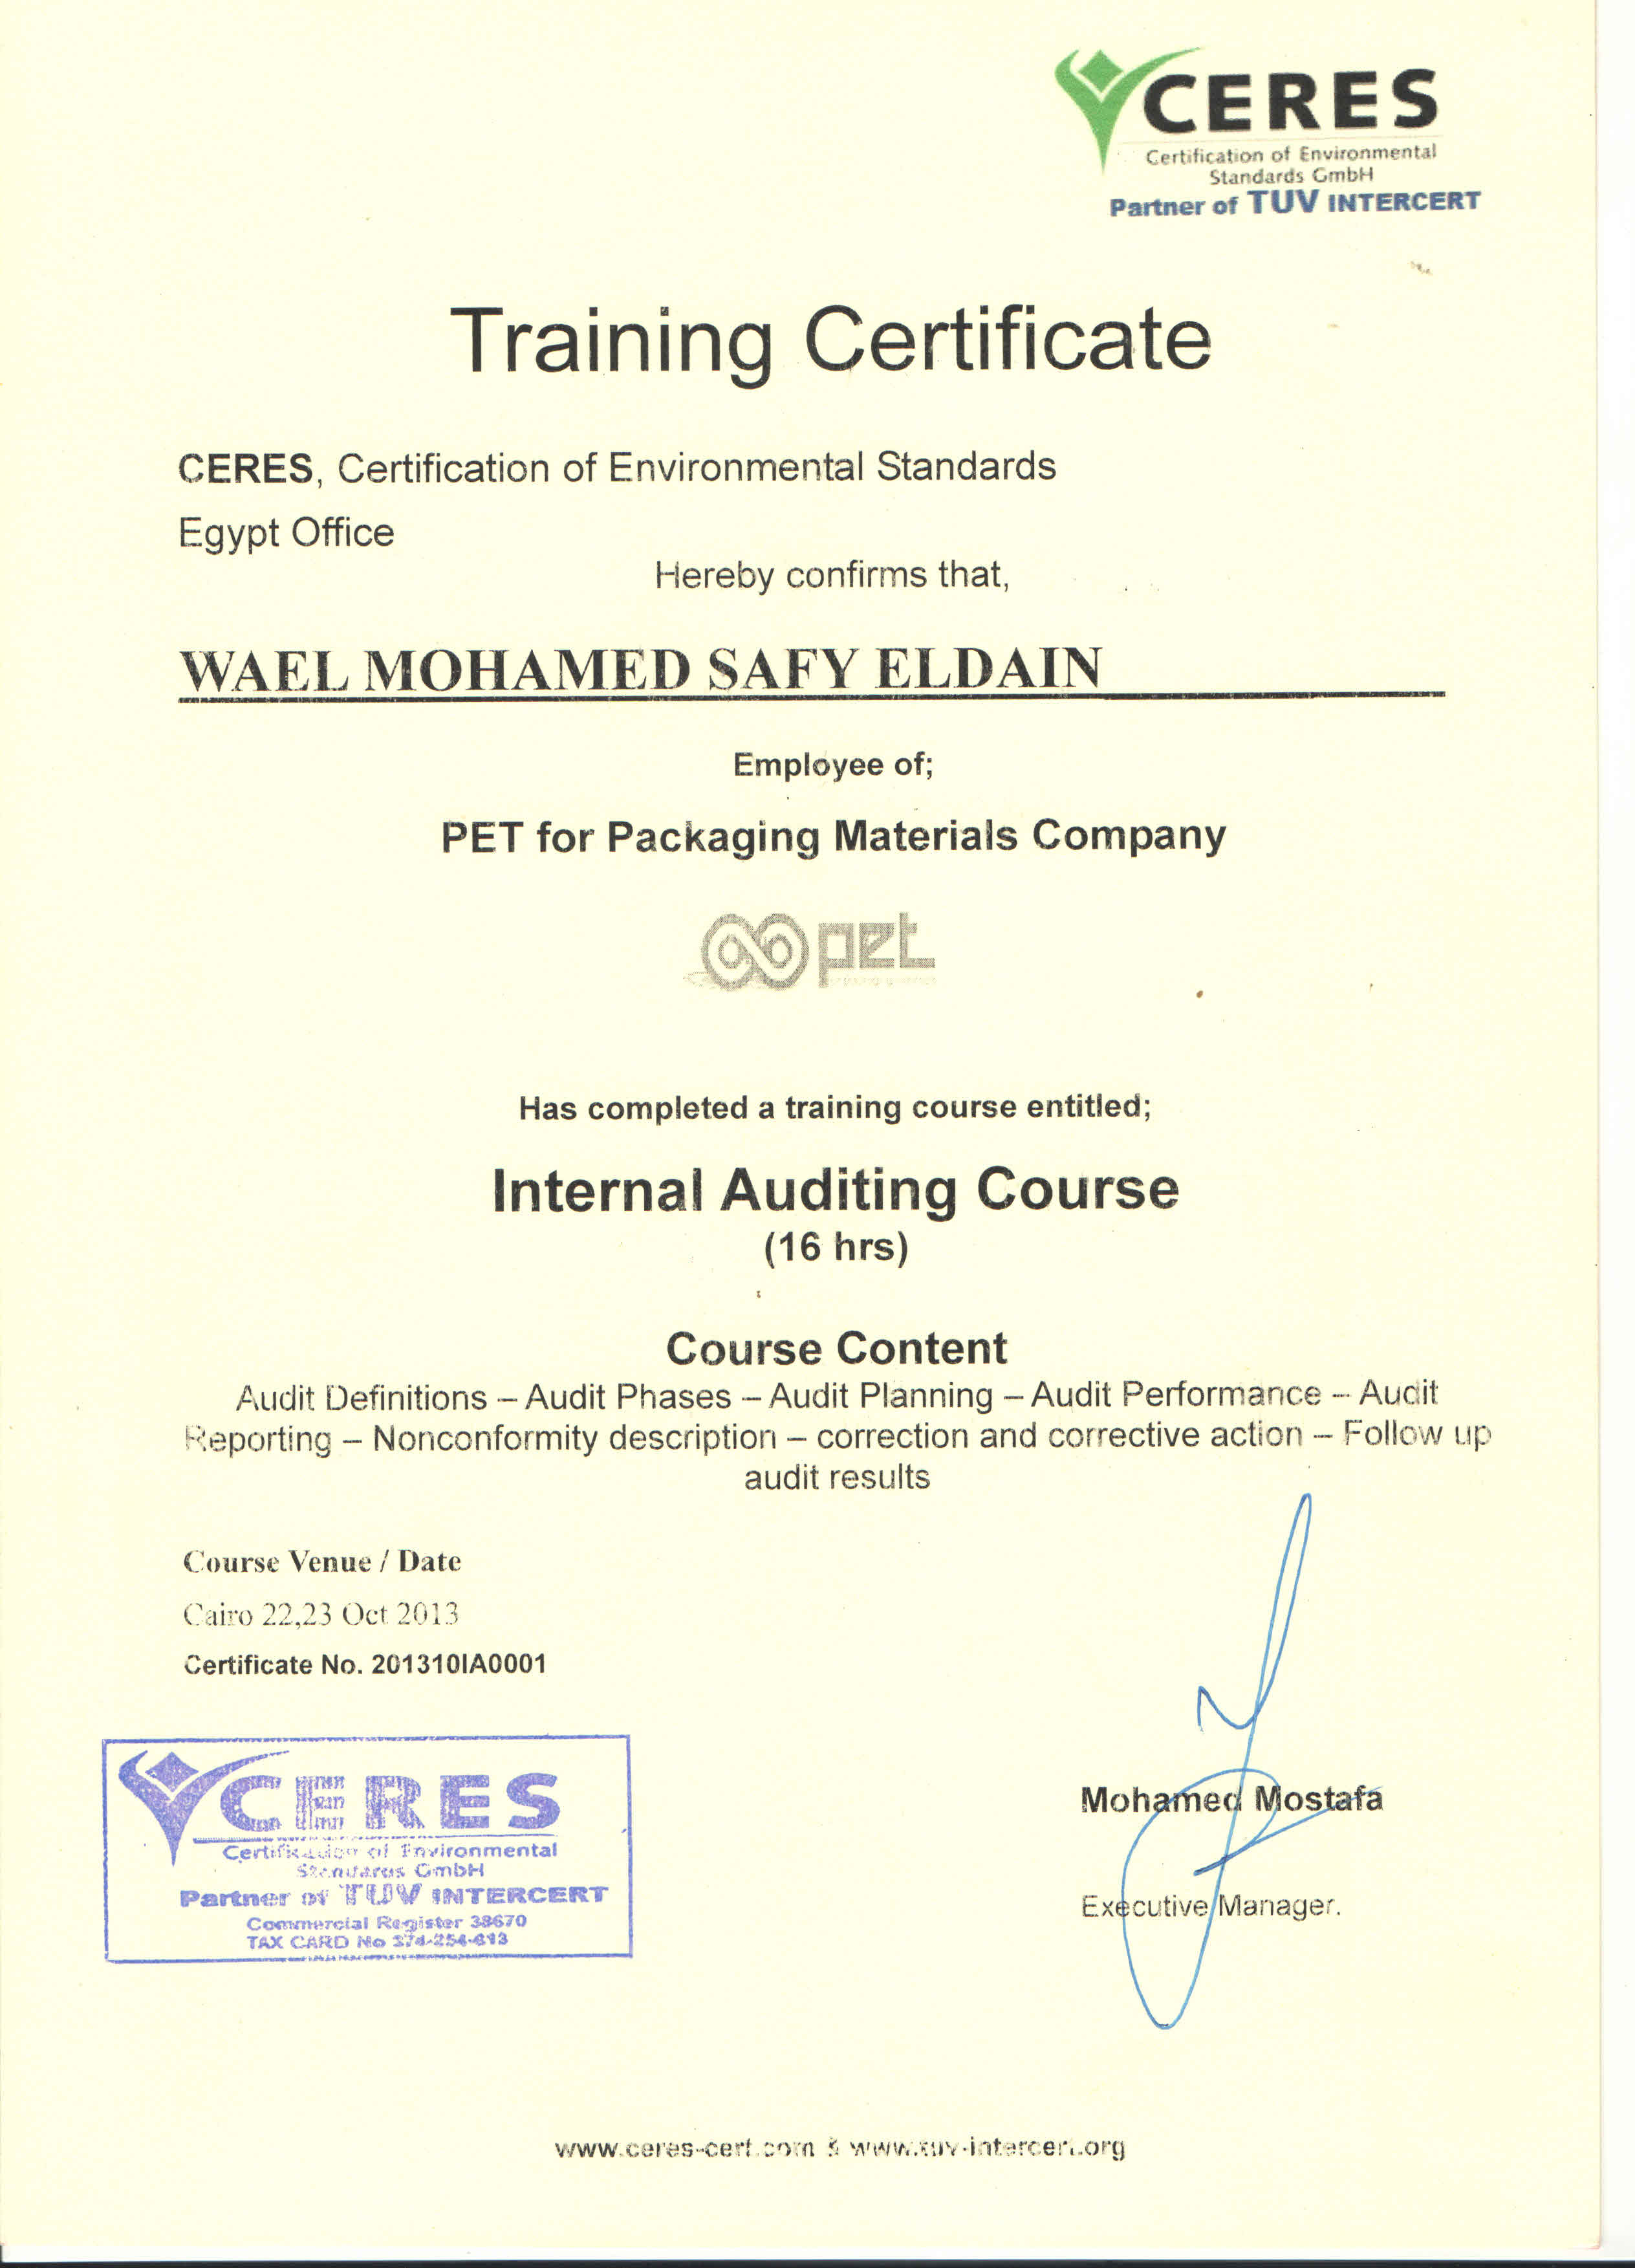 CERES
Certification of Environmental
Standards GmbH
Partner of TUV INTERCERT
Training Certificate
CERES, Certification of Environmental Standards
Egypt Office
Hereby confirms that,
WAEL MOHAMED SAFY ELDAIN
Employee of;
PET for Packaging Materials Company
pet
Has completed a training course entitled;
Internal Auditing Course
(16 hrs)
Course Content
Audit Definitions – Audit Phases – Audit Planning – Audit Performance – Audit
Reporting – Nonconformity description – correction and corrective action – Follow up
audit results
Course Venue / Date
Cairo 22,23 Oct 2013
Certificate No. 201310IA0001
CERES
Certification of Environmental
Standards GmbH
Partner of TUV INTERCERT
Commercial Register 38670
TAX CARD No
Mohamed Mostafa
Executive Manager.
www.ceres-cert.com & www.tuv-intercert.org